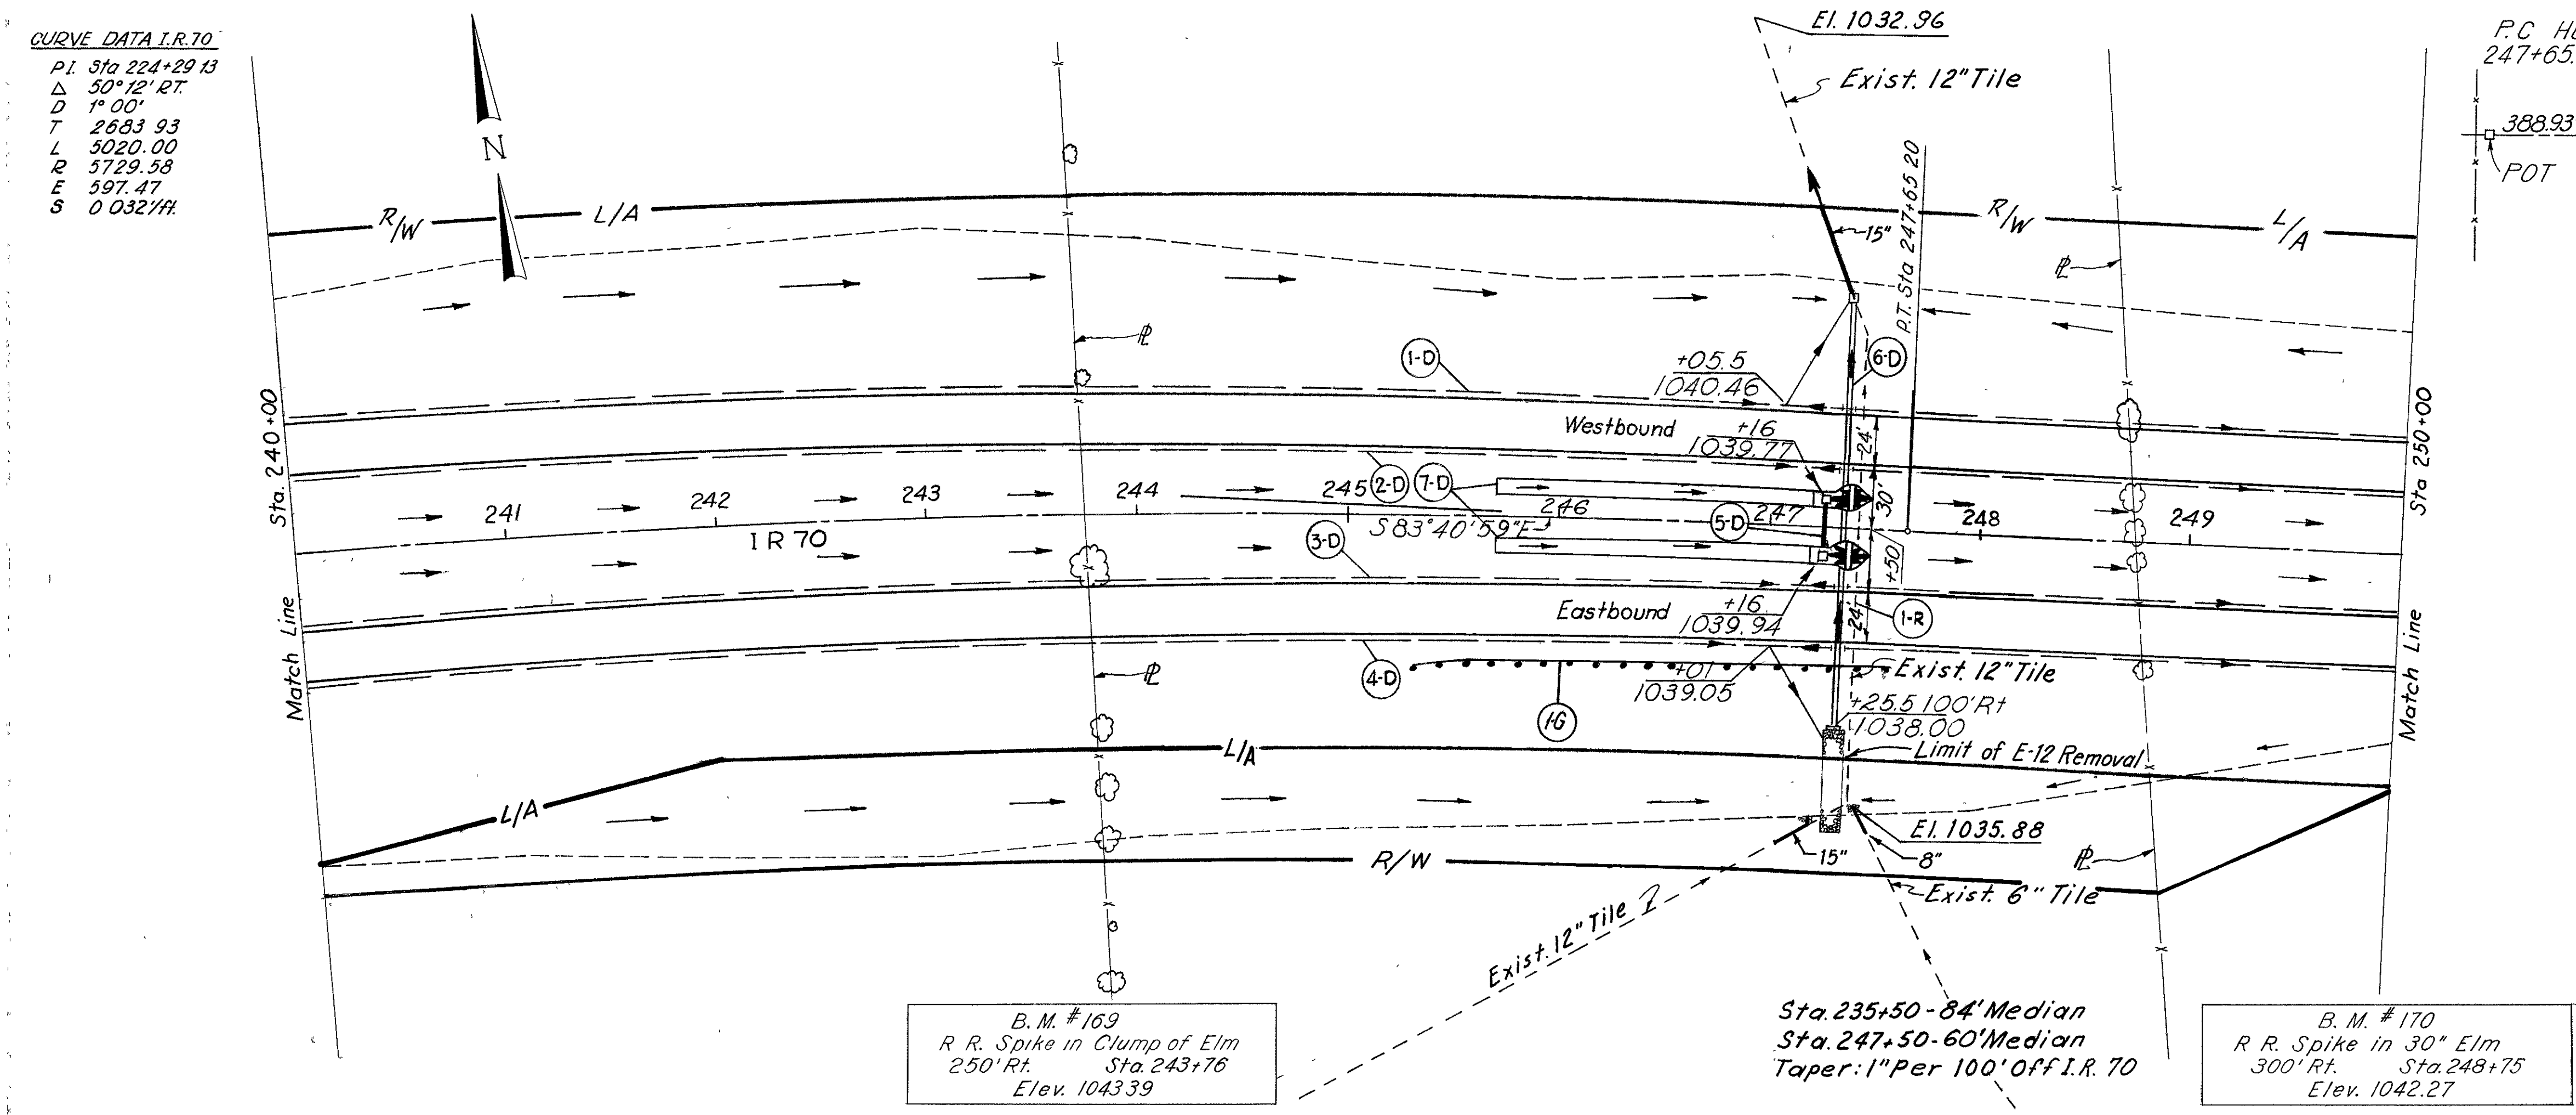 CURVE DATA I.R.70
P.I. Sta 224+29 13
Δ 50°12' RT.
D 1°00'
T 2683 93
L 5020.00
R 5729.58
E 597.47
S 0 032'/ft.
N
El. 1032.96
Exist. 12" Tile
P.C
247+65.
388.93
POT
R/W
L/A
15"
P.T. Sta 247+65 20
R/W
L/A
PL
PL
1-D
+05.5
1040.46
6-D
Sta. 240+00
Match Line
Westbound
+16
1039.77
24'
30'
2-D
7-D
241
242
243
244
245
246
247
248
249
I R 70
S 83°40'59"E
3-D
5-D
+50
Sta 250+00
Match Line
Eastbound
+16
1039.94
24'
1-R
4-D
PL
+01
1039.05
Exist. 12" Tile
1-G
+25.5 100' Rt
1038.00
Limit of E-12 Removal
L/A
L/A
El. 1035.88
15"
8"
R/W
PL
Exist. 6" Tile
Exist. 12" Tile
B. M. #169
R R. Spike in Clump of Elm
250' Rt. Sta. 243+76
Elev. 104339
Sta. 235+50-84' Median
Sta. 247+50-60' Median
Taper: 1" Per 100' Off I.R. 70
B. M. #170
R R. Spike in 30" Elm
300' Rt. Sta. 248+75
Elev. 1042.27